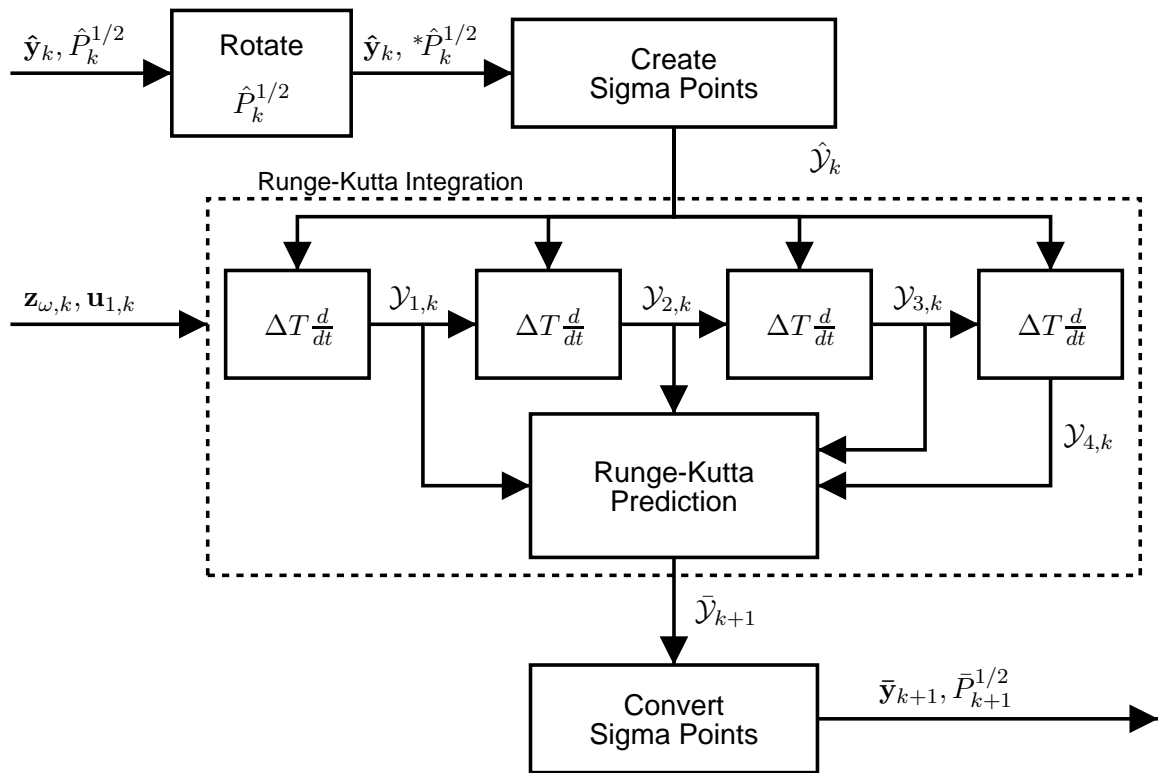 ŷ_k, P̂_k^{1/2}
Rotate
P̂_k^{1/2}
ŷ_k, *P̂_k^{1/2}
Create
Sigma Points
𝒴̂_k
Runge-Kutta Integration
z_{ω,k}, u_{1,k}
ΔT d/dt
𝒴_{1,k}
ΔT d/dt
𝒴_{2,k}
ΔT d/dt
𝒴_{3,k}
ΔT d/dt
𝒴_{4,k}
Runge-Kutta
Prediction
𝒴̄_{k+1}
Convert
Sigma Points
ȳ_{k+1}, P̄_{k+1}^{1/2}